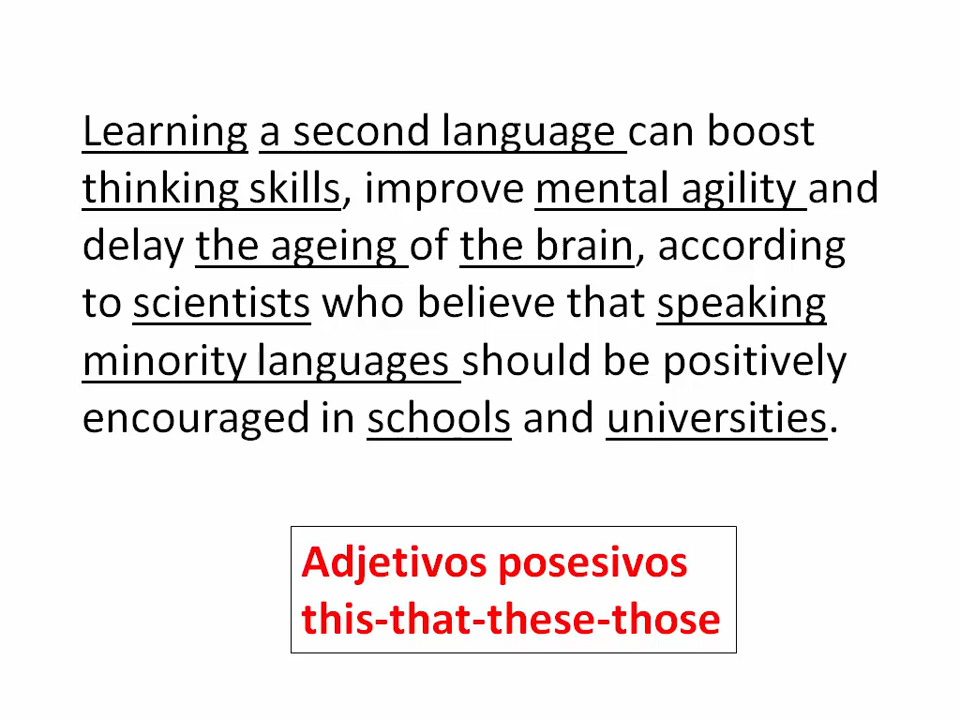 Learning a second language can boost
thinking skills, improve mental agility and
delay the ageing of the brain, according
to scientists who believe that speaking
minority languages should be positively
encouraged in schools and universities.
Adjetivos posesivos
this-that-these-those